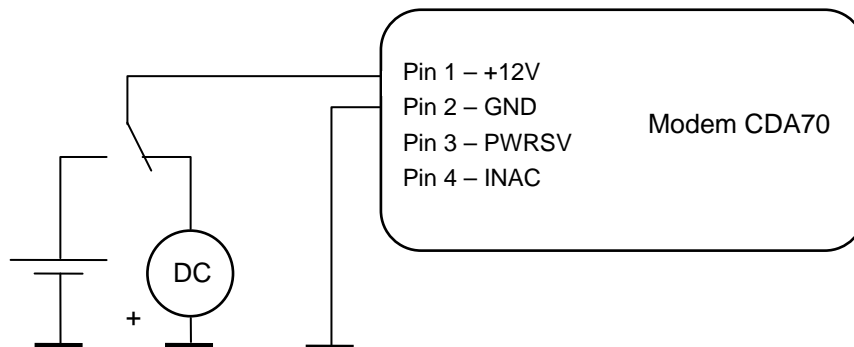 Pin 1 – +12V
Pin 2 – GND
Modem CDA70
Pin 3 – PWRSV
Pin 4 – INAC
DC
+